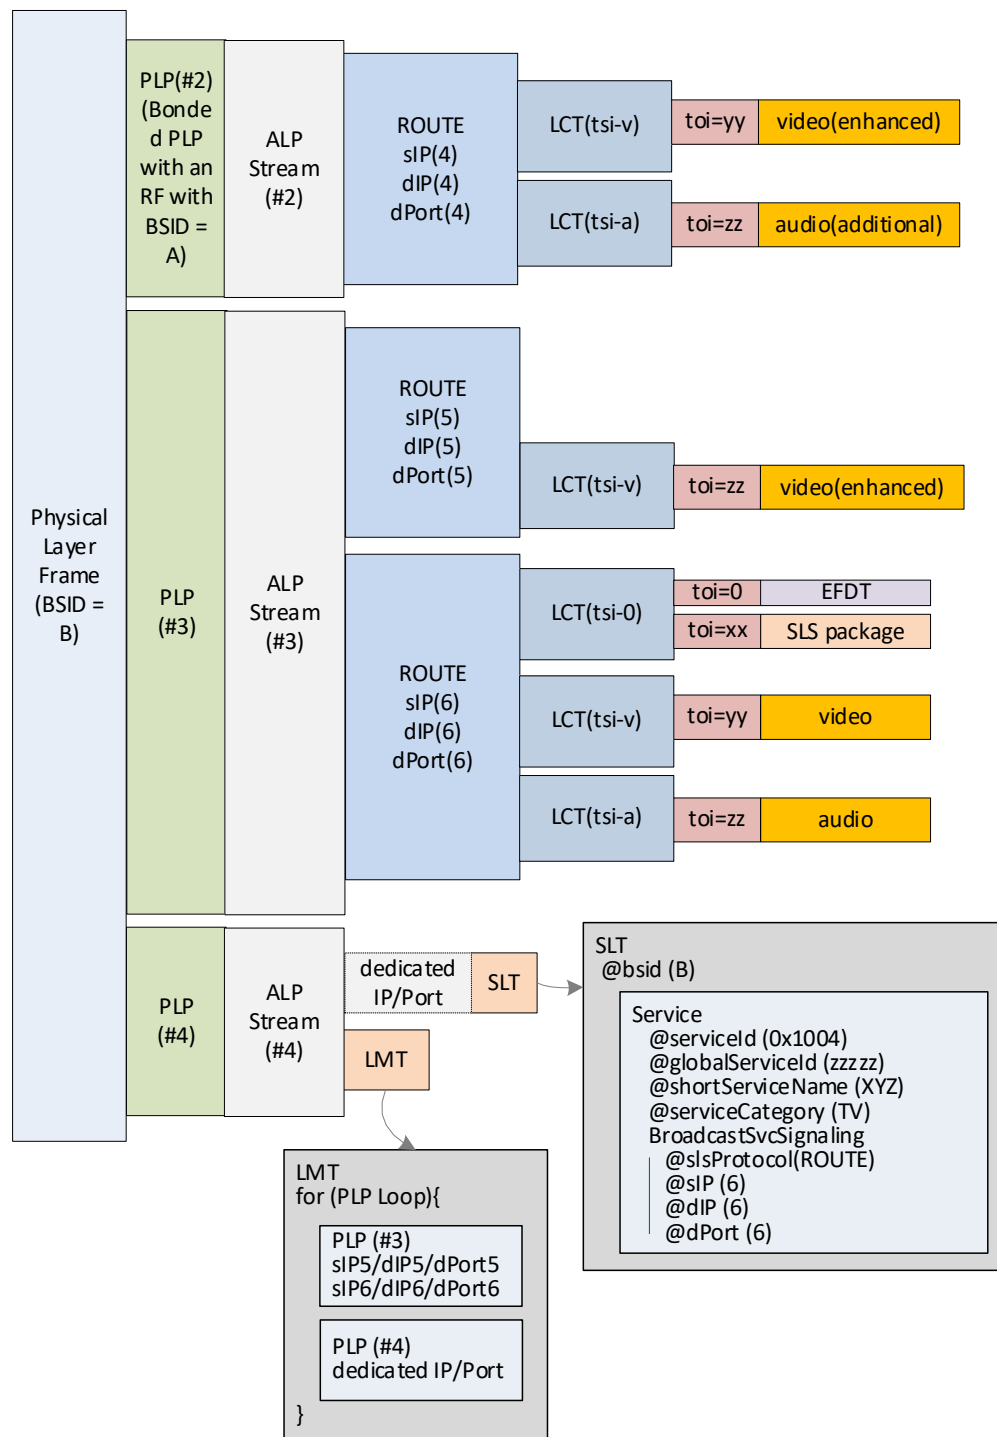 Physical
Layer
Frame
(BSID =
B)
PLP(#2)
(Bonde
d PLP
with an
RF with
BSID =
A)
ALP
Stream
(#2)
ROUTE
sIP(4)
dIP(4)
dPort(4)
LCT(tsi-v)
toi=yy
video(enhanced)
LCT(tsi-a)
toi=zz
audio(additional)
PLP
(#3)
ALP
Stream
(#3)
ROUTE
sIP(5)
dIP(5)
dPort(5)
LCT(tsi-v)
toi=zz
video(enhanced)
ROUTE
sIP(6)
dIP(6)
dPort(6)
LCT(tsi-0)
toi=0
EFDT
toi=xx
SLS package
LCT(tsi-v)
toi=yy
video
LCT(tsi-a)
toi=zz
audio
PLP
(#4)
ALP
Stream
(#4)
dedicated
IP/Port
SLT
LMT
SLT
@bsid (B)
Service
@serviceId (0x1004)
@globalServiceId (zzzzz)
@shortServiceName (XYZ)
@serviceCategory (TV)
BroadcastSvcSignaling
@slsProtocol(ROUTE)
@sIP (6)
@dIP (6)
@dPort (6)
LMT
for (PLP Loop){
PLP (#3)
sIP5/dIP5/dPort5
sIP6/dIP6/dPort6
PLP (#4)
dedicated IP/Port
}